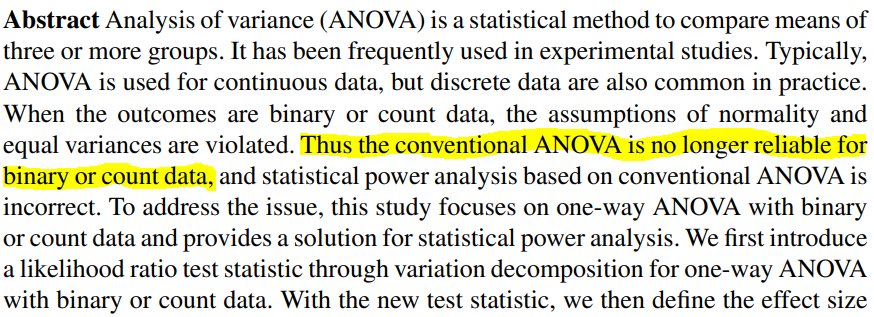 Abstract Analysis of variance (ANOVA) is a statistical method to compare means of
three or more groups. It has been frequently used in experimental studies. Typically,
ANOVA is used for continuous data, but discrete data are also common in practice.
When the outcomes are binary or count data, the assumptions of normality and
equal variances are violated. Thus the conventional ANOVA is no longer reliable for
binary or count data, and statistical power analysis based on conventional ANOVA is
incorrect. To address the issue, this study focuses on one-way ANOVA with binary
or count data and provides a solution for statistical power analysis. We first introduce
a likelihood ratio test statistic through variation decomposition for one-way ANOVA
with binary or count data. With the new test statistic, we then define the effect size